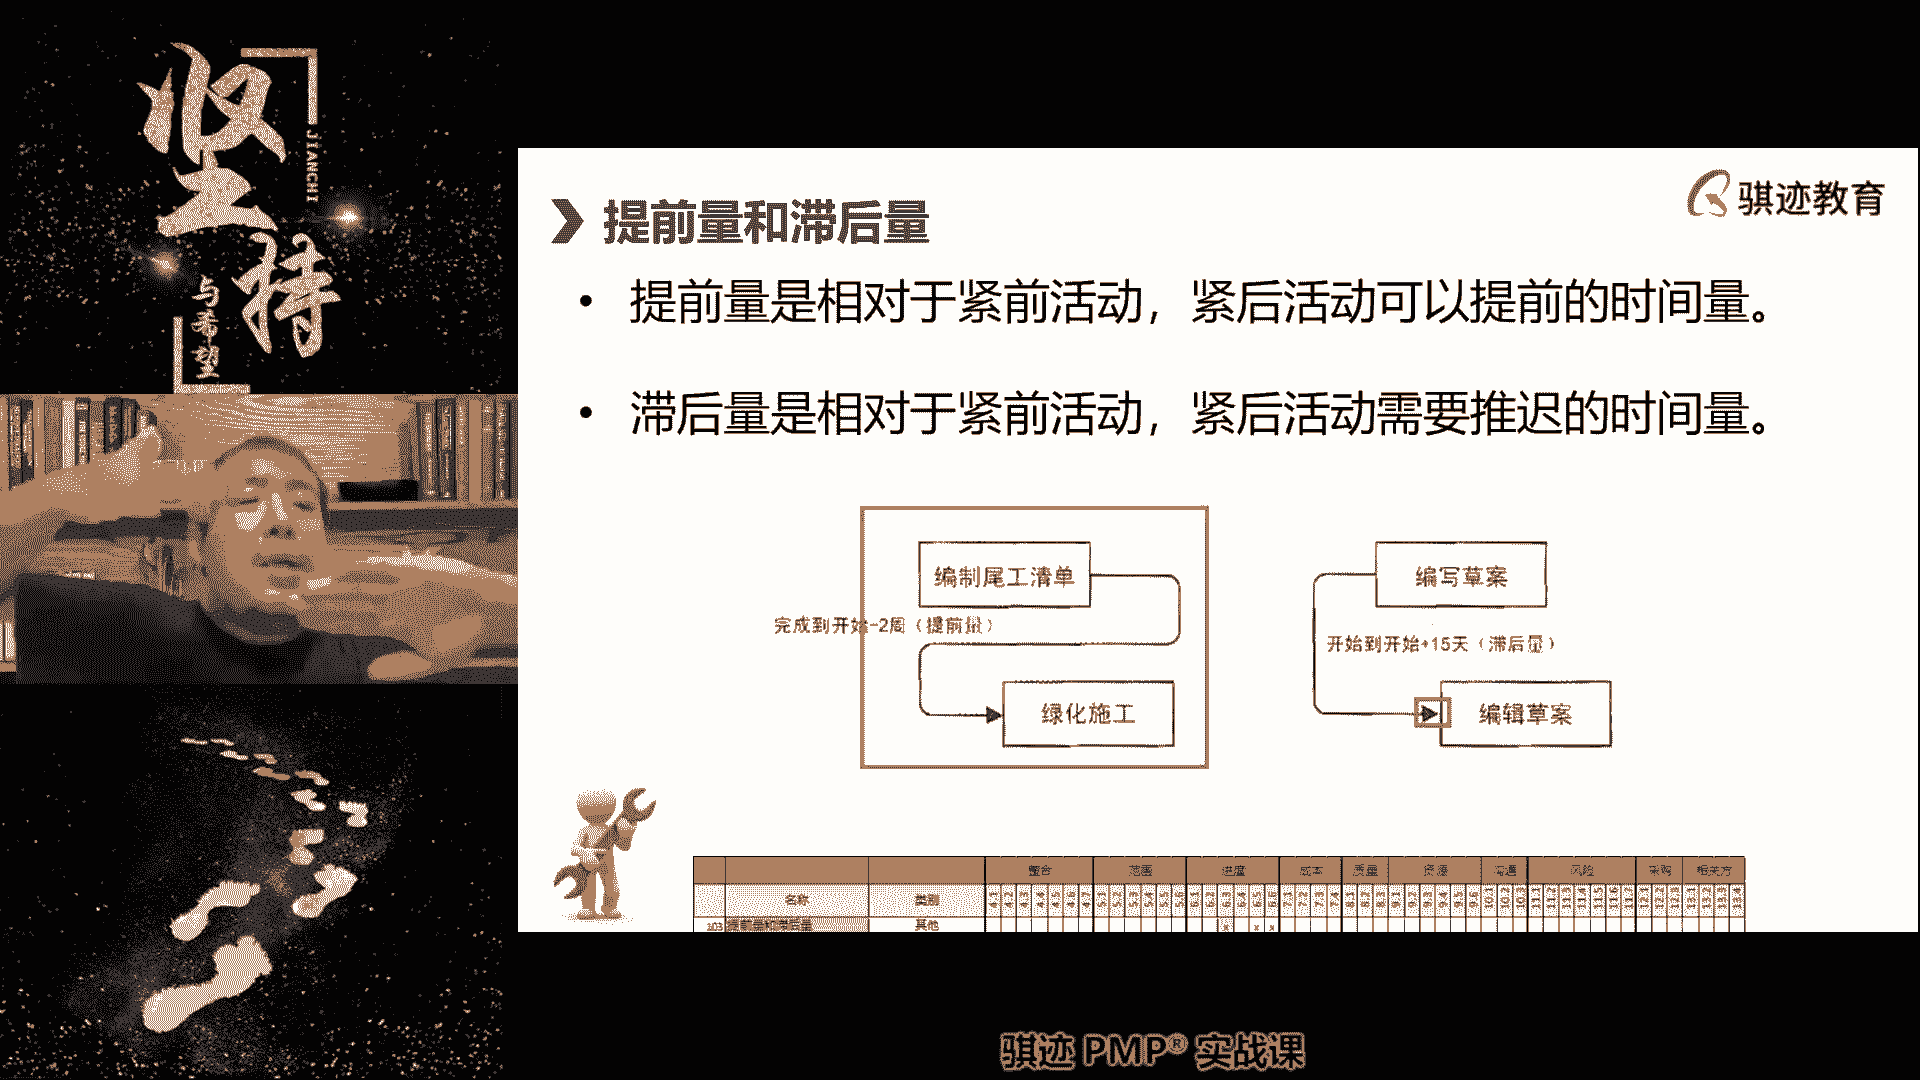 坚持
JIANCHI
与希望
骐迹教育
提前量和滞后量
• 提前量是相对于紧前活动，紧后活动可以提前的时间量。
• 滞后量是相对于紧前活动，紧后活动需要推迟的时间量。
编制尾工清单
完成到开始-2周（提前量）
绿化施工
编写草案
开始到开始+15天（滞后量）
编辑草案
整合 范围 进度 成本 质量 资源 沟通 风险 采购 相关方
名称 类别
103 提前量和滞后量 其他 x x x
骐迹 PMP® 实战课